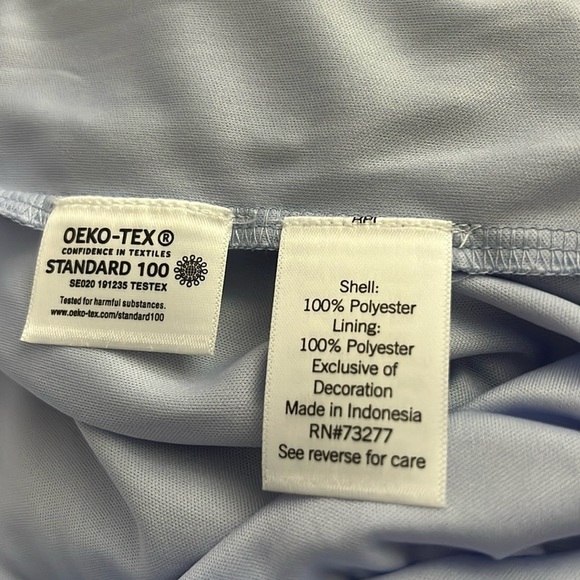 OEKO-TEX®
CONFIDENCE IN TEXTILES
STANDARD 100
SE020 191235 TESTEX
Tested for harmful substances.
www.oeko-tex.com/standard100
Shell:
100% Polyester
Lining:
100% Polyester
Exclusive of
Decoration
Made in Indonesia
RN#73277
See reverse for care